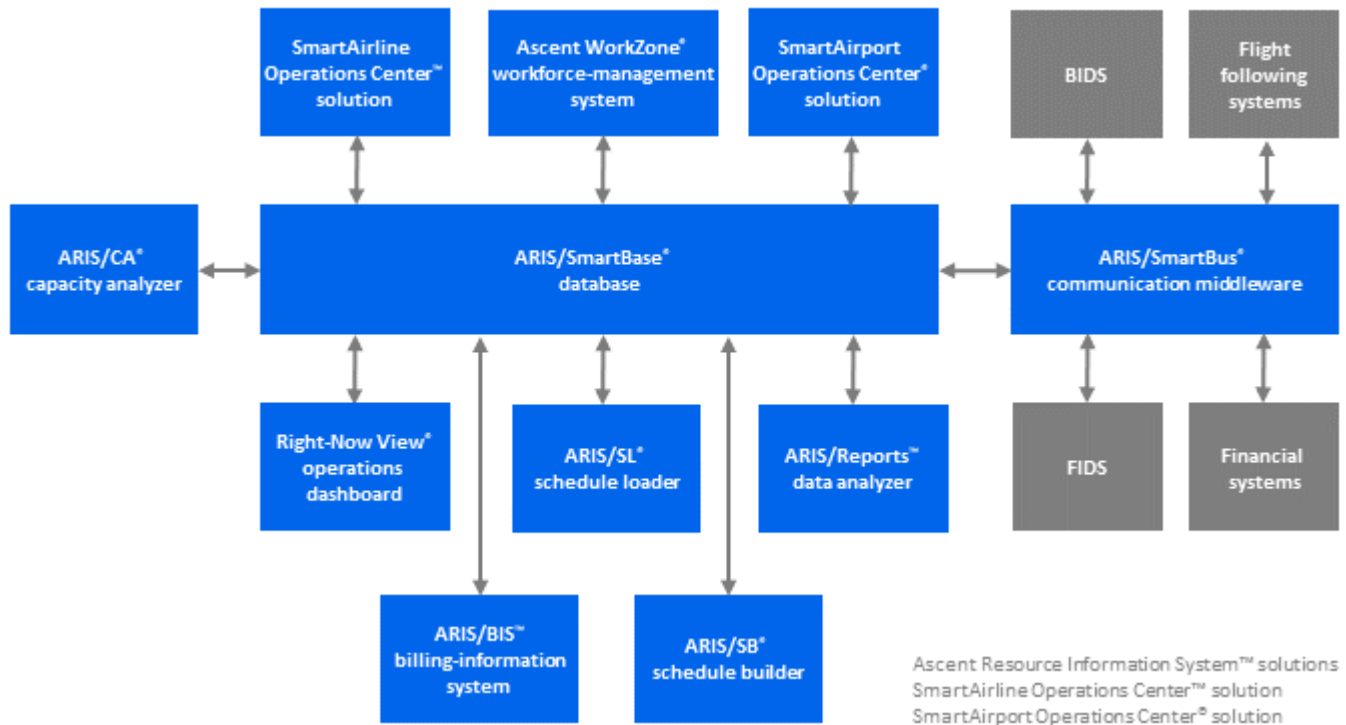 SmartAirline
Operations Center™
solution
Ascent WorkZone®
workforce-management
system
SmartAirport
Operations Center®
solution
BIDS
Flight
following
systems
ARIS/CA®
capacity analyzer
ARIS/SmartBase®
database
ARIS/SmartBus®
communication middleware
Right-Now View®
operations
dashboard
ARIS/SL®
schedule loader
ARIS/Reports™
data analyzer
FIDS
Financial
systems
ARIS/BIS™
billing-information
system
ARIS/SB®
schedule builder
Ascent Resource Information System™ solutions
SmartAirline Operations Center™ solution
SmartAirport Operations Center® solution